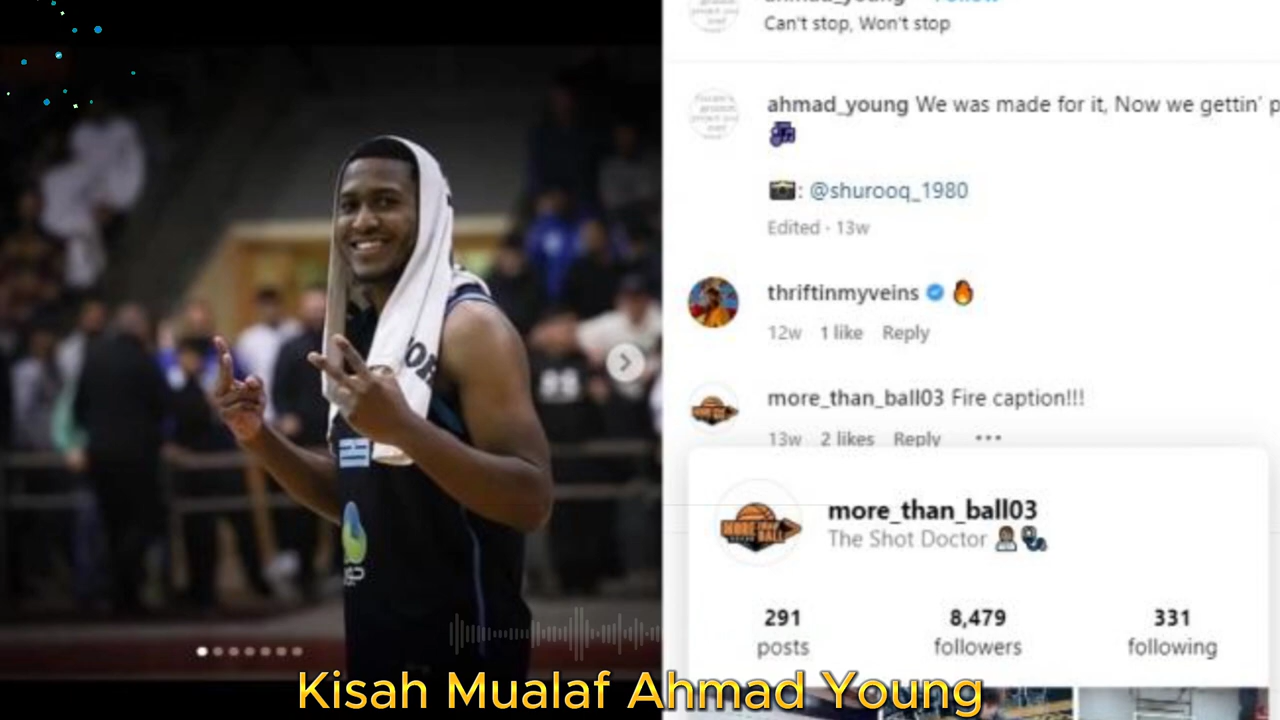 Can't stop, Won't stop
ahmad_young We was made for it, Now we gettin' p
: @shurooq_1980
Edited · 13w
thriftinmyveins
12w 1 like Reply
more_than_ball03 Fire caption!!!
13w 2 likes Reply
more_than_ball03
The Shot Doctor
291 8,479 331
posts followers following
Kisah Mualaf Ahmad Young